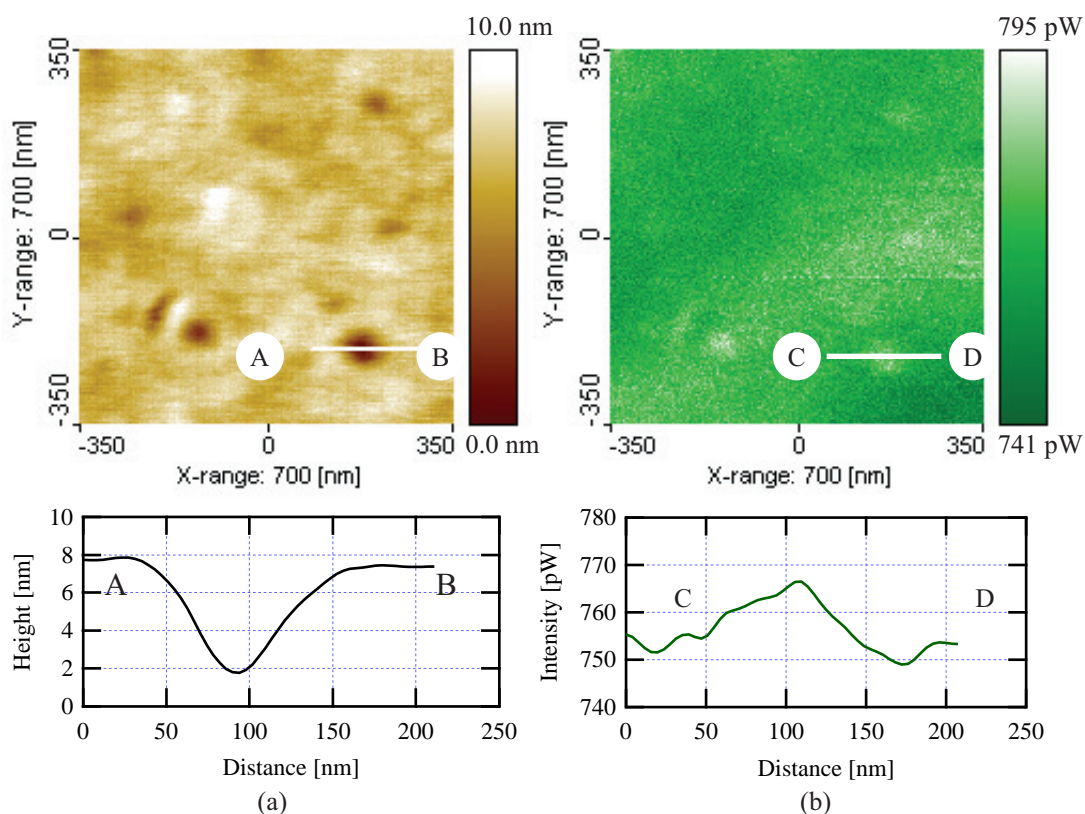 10.0 nm
795 pW
350
0
-350
Y-range: 700 [nm]
A
B
-350
0
350
X-range: 700 [nm]
0.0 nm
350
0
-350
Y-range: 700 [nm]
C
D
-350
0
350
X-range: 700 [nm]
741 pW
10
8
6
4
2
0
Height [nm]
A
B
0
50
100
150
200
250
Distance [nm]
(a)
780
770
760
750
740
Intensity [pW]
C
D
0
50
100
150
200
250
Distance [nm]
(b)